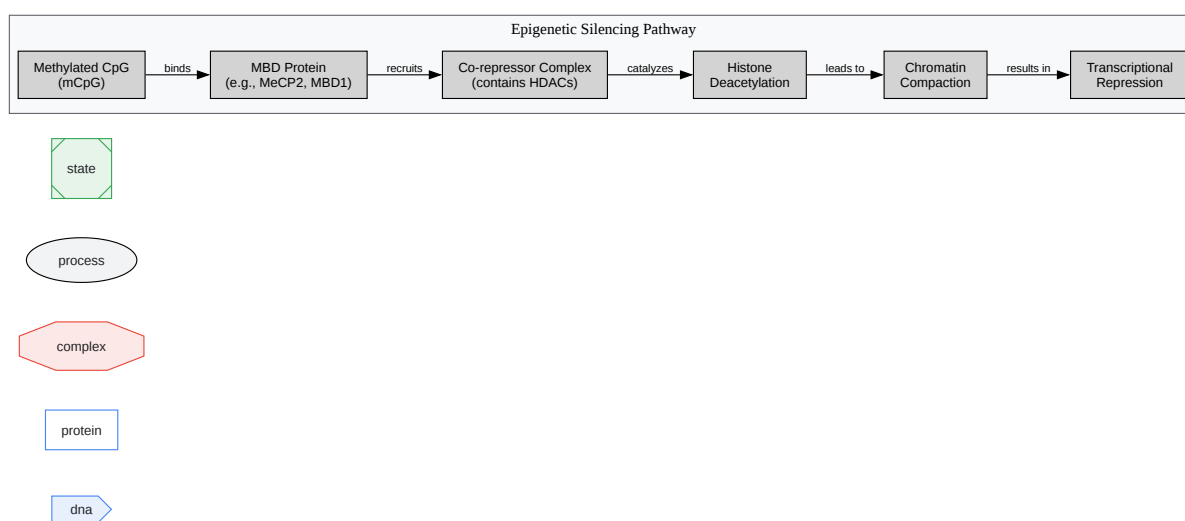 Epigenetic Silencing Pathway
Methylated CpG
(mCpG)
binds
MBD Protein
(e.g., MeCP2, MBD1)
recruits
Co-repressor Complex
(contains HDACs)
catalyzes
Histone
Deacetylation
leads to
Chromatin
Compaction
results in
Transcriptional
Repression
state
process
complex
protein
dna